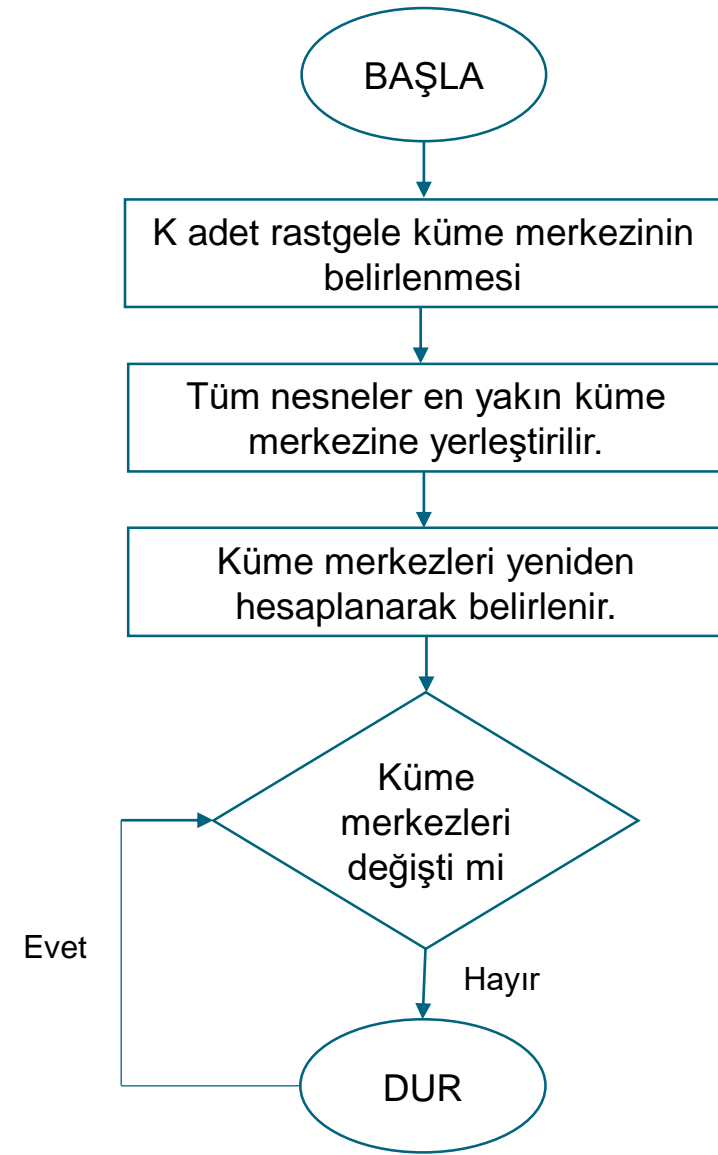 BAŞLA
K adet rastgele küme merkezinin
belirlenmesi
Tüm nesneler en yakın küme
merkezine yerleştirilir.
Küme merkezleri yeniden
hesaplanarak belirlenir.
Küme
merkezleri
değişti mi
Evet
Hayır
DUR